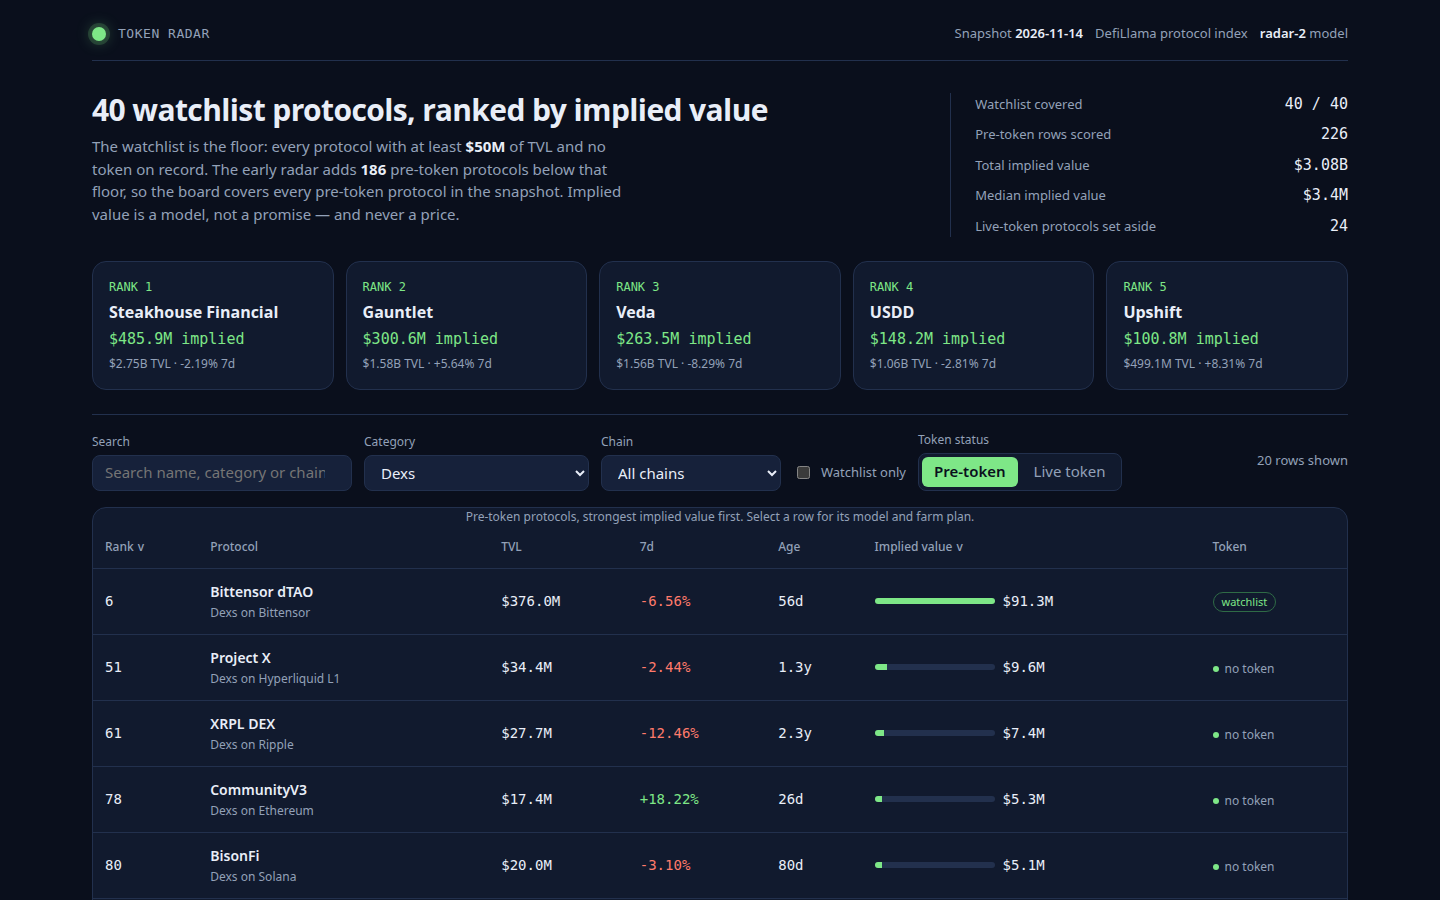 TOKEN RADAR
Snapshot 2026-11-14 DefiLlama protocol index radar-2 model
40 watchlist protocols, ranked by implied value
The watchlist is the floor: every protocol with at least $50M of TVL and no
token on record. The early radar adds 186 pre-token protocols below that
floor, so the board covers every pre-token protocol in the snapshot. Implied
value is a model, not a promise — and never a price.
Watchlist covered 40 / 40
Pre-token rows scored 226
Total implied value $3.08B
Median implied value $3.4M
Live-token protocols set aside 24
RANK 1
Steakhouse Financial
$485.9M implied
$2.75B TVL · -2.19% 7d
RANK 2
Gauntlet
$300.6M implied
$1.58B TVL · +5.64% 7d
RANK 3
Veda
$263.5M implied
$1.56B TVL · -8.29% 7d
RANK 4
USDD
$148.2M implied
$1.06B TVL · -2.81% 7d
RANK 5
Upshift
$100.8M implied
$499.1M TVL · +8.31% 7d
Search
Search name, category or chain
Category
Dexs
Chain
All chains
Watchlist only
Token status
Pre-token Live token
20 rows shown
Pre-token protocols, strongest implied value first. Select a row for its model and farm plan.
Rank v Protocol TVL 7d Age Implied value v Token
6 Bittensor dTAO $376.0M -6.56% 56d $91.3M watchlist
Dexs on Bittensor
51 Project X $34.4M -2.44% 1.3y $9.6M no token
Dexs on Hyperliquid L1
61 XRPL DEX $27.7M -12.46% 2.3y $7.4M no token
Dexs on Ripple
78 CommunityV3 $17.4M +18.22% 26d $5.3M no token
Dexs on Ethereum
80 BisonFi $20.0M -3.10% 80d $5.1M no token
Dexs on Solana